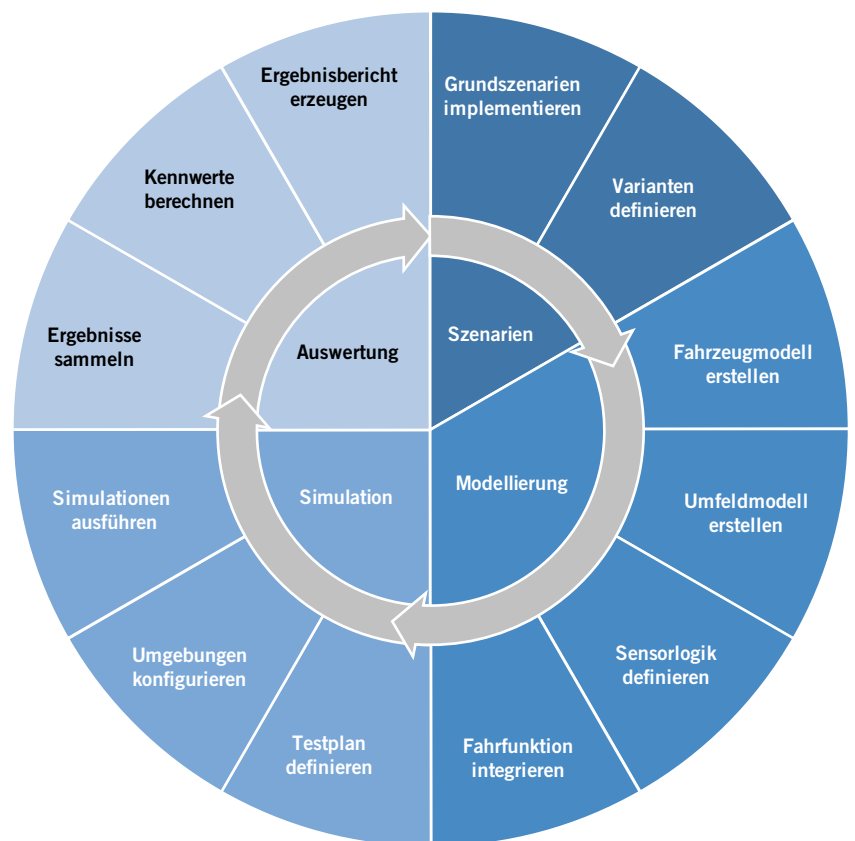 Grundszenarien
implementieren
Varianten
definieren
Fahrzeugmodell
erstellen
Umfeldmodell
erstellen
Sensorlogik
definieren
Fahrfunktion
integrieren
Testplan
definieren
Umgebungen
konfigurieren
Simulationen
ausführen
Ergebnisse
sammeln
Kennwerte
berechnen
Ergebnisbericht
erzeugen
Szenarien
Modellierung
Simulation
Auswertung